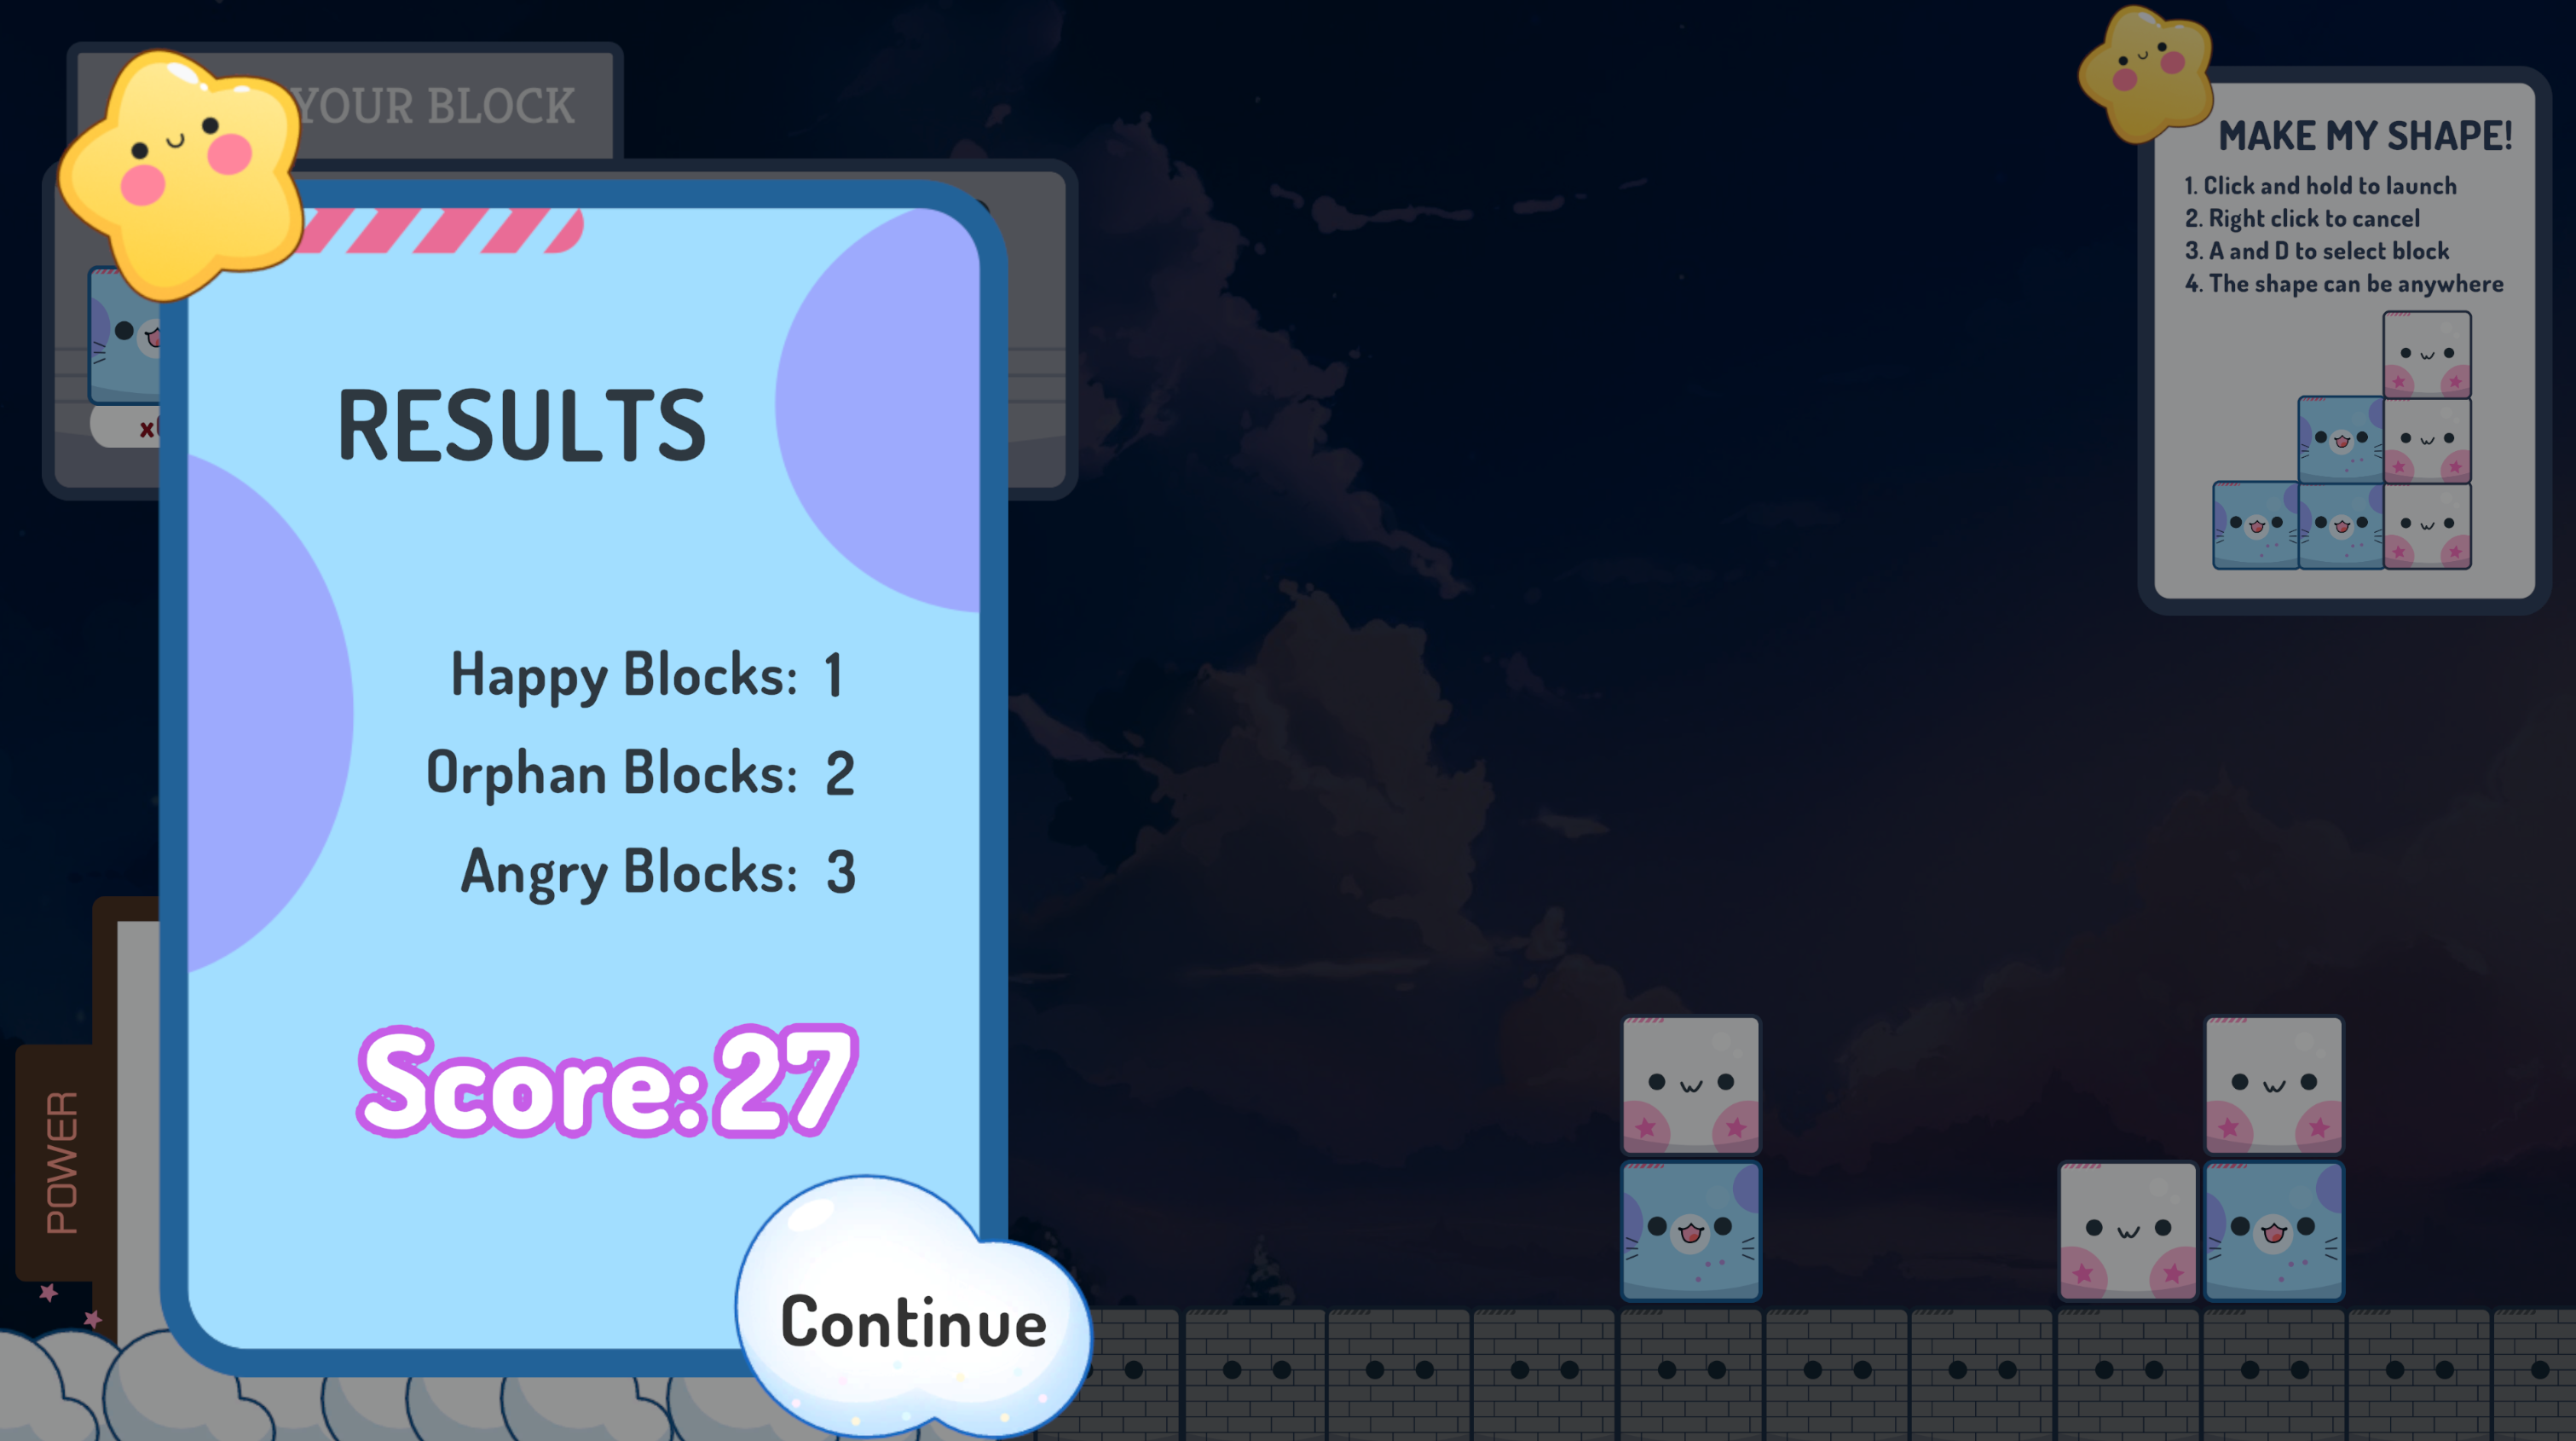 YOUR BLOCK
RESULTS
Happy Blocks: 1
Orphan Blocks: 2
Angry Blocks: 3
Score:27
Continue
POWER
MAKE MY SHAPE!
1. Click and hold to launch
2. Right click to cancel
3. A and D to select block
4. The shape can be anywhere